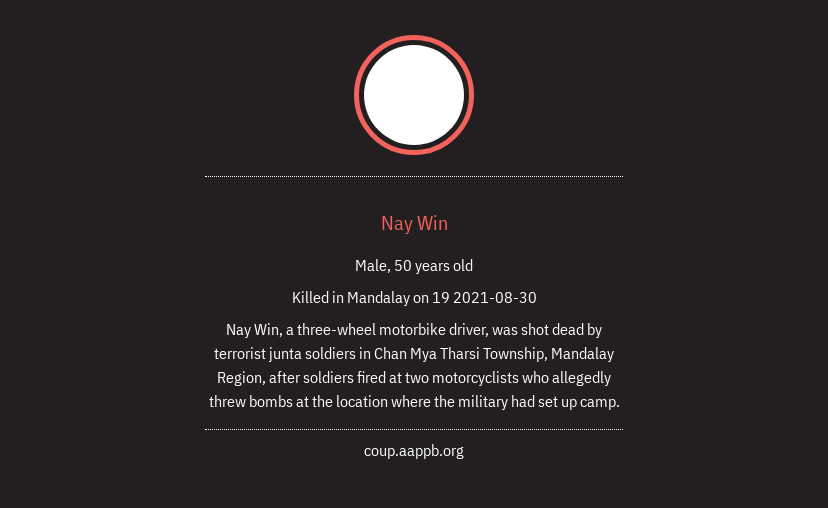 Nay Win
Male, 50 years old
Killed in Mandalay on 19 2021-08-30
Nay Win, a three-wheel motorbike driver, was shot dead by
terrorist junta soldiers in Chan Mya Tharsi Township, Mandalay
Region, after soldiers fired at two motorcyclists who allegedly
threw bombs at the location where the military had set up camp.
coup.aappb.org